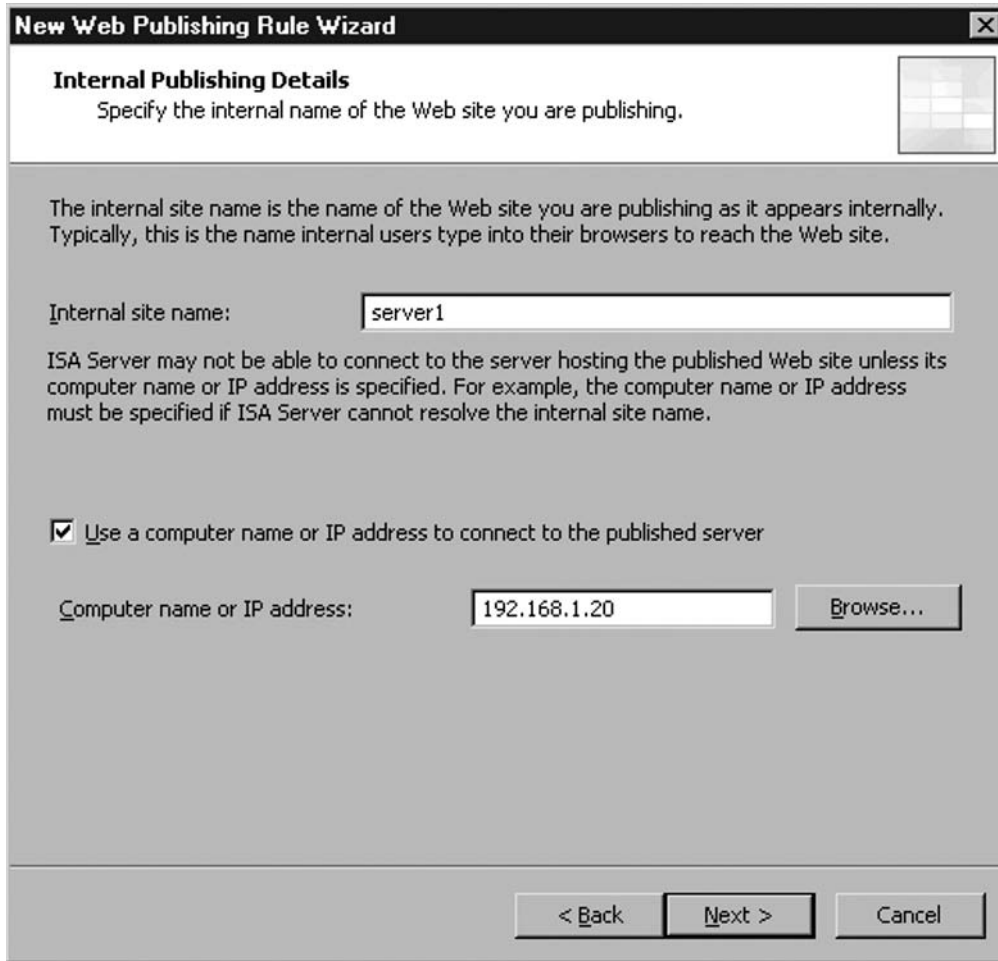 New Web Publishing Rule Wizard
Internal Publishing Details
Specify the internal name of the Web site you are publishing.
The internal site name is the name of the Web site you are publishing as it appears internally.
Typically, this is the name internal users type into their browsers to reach the Web site.
Internal site name: server1
ISA Server may not be able to connect to the server hosting the published Web site unless its
computer name or IP address is specified. For example, the computer name or IP address
must be specified if ISA Server cannot resolve the internal site name.
Use a computer name or IP address to connect to the published server
Computer name or IP address: 192.168.1.20 Browse...
< Back Next > Cancel